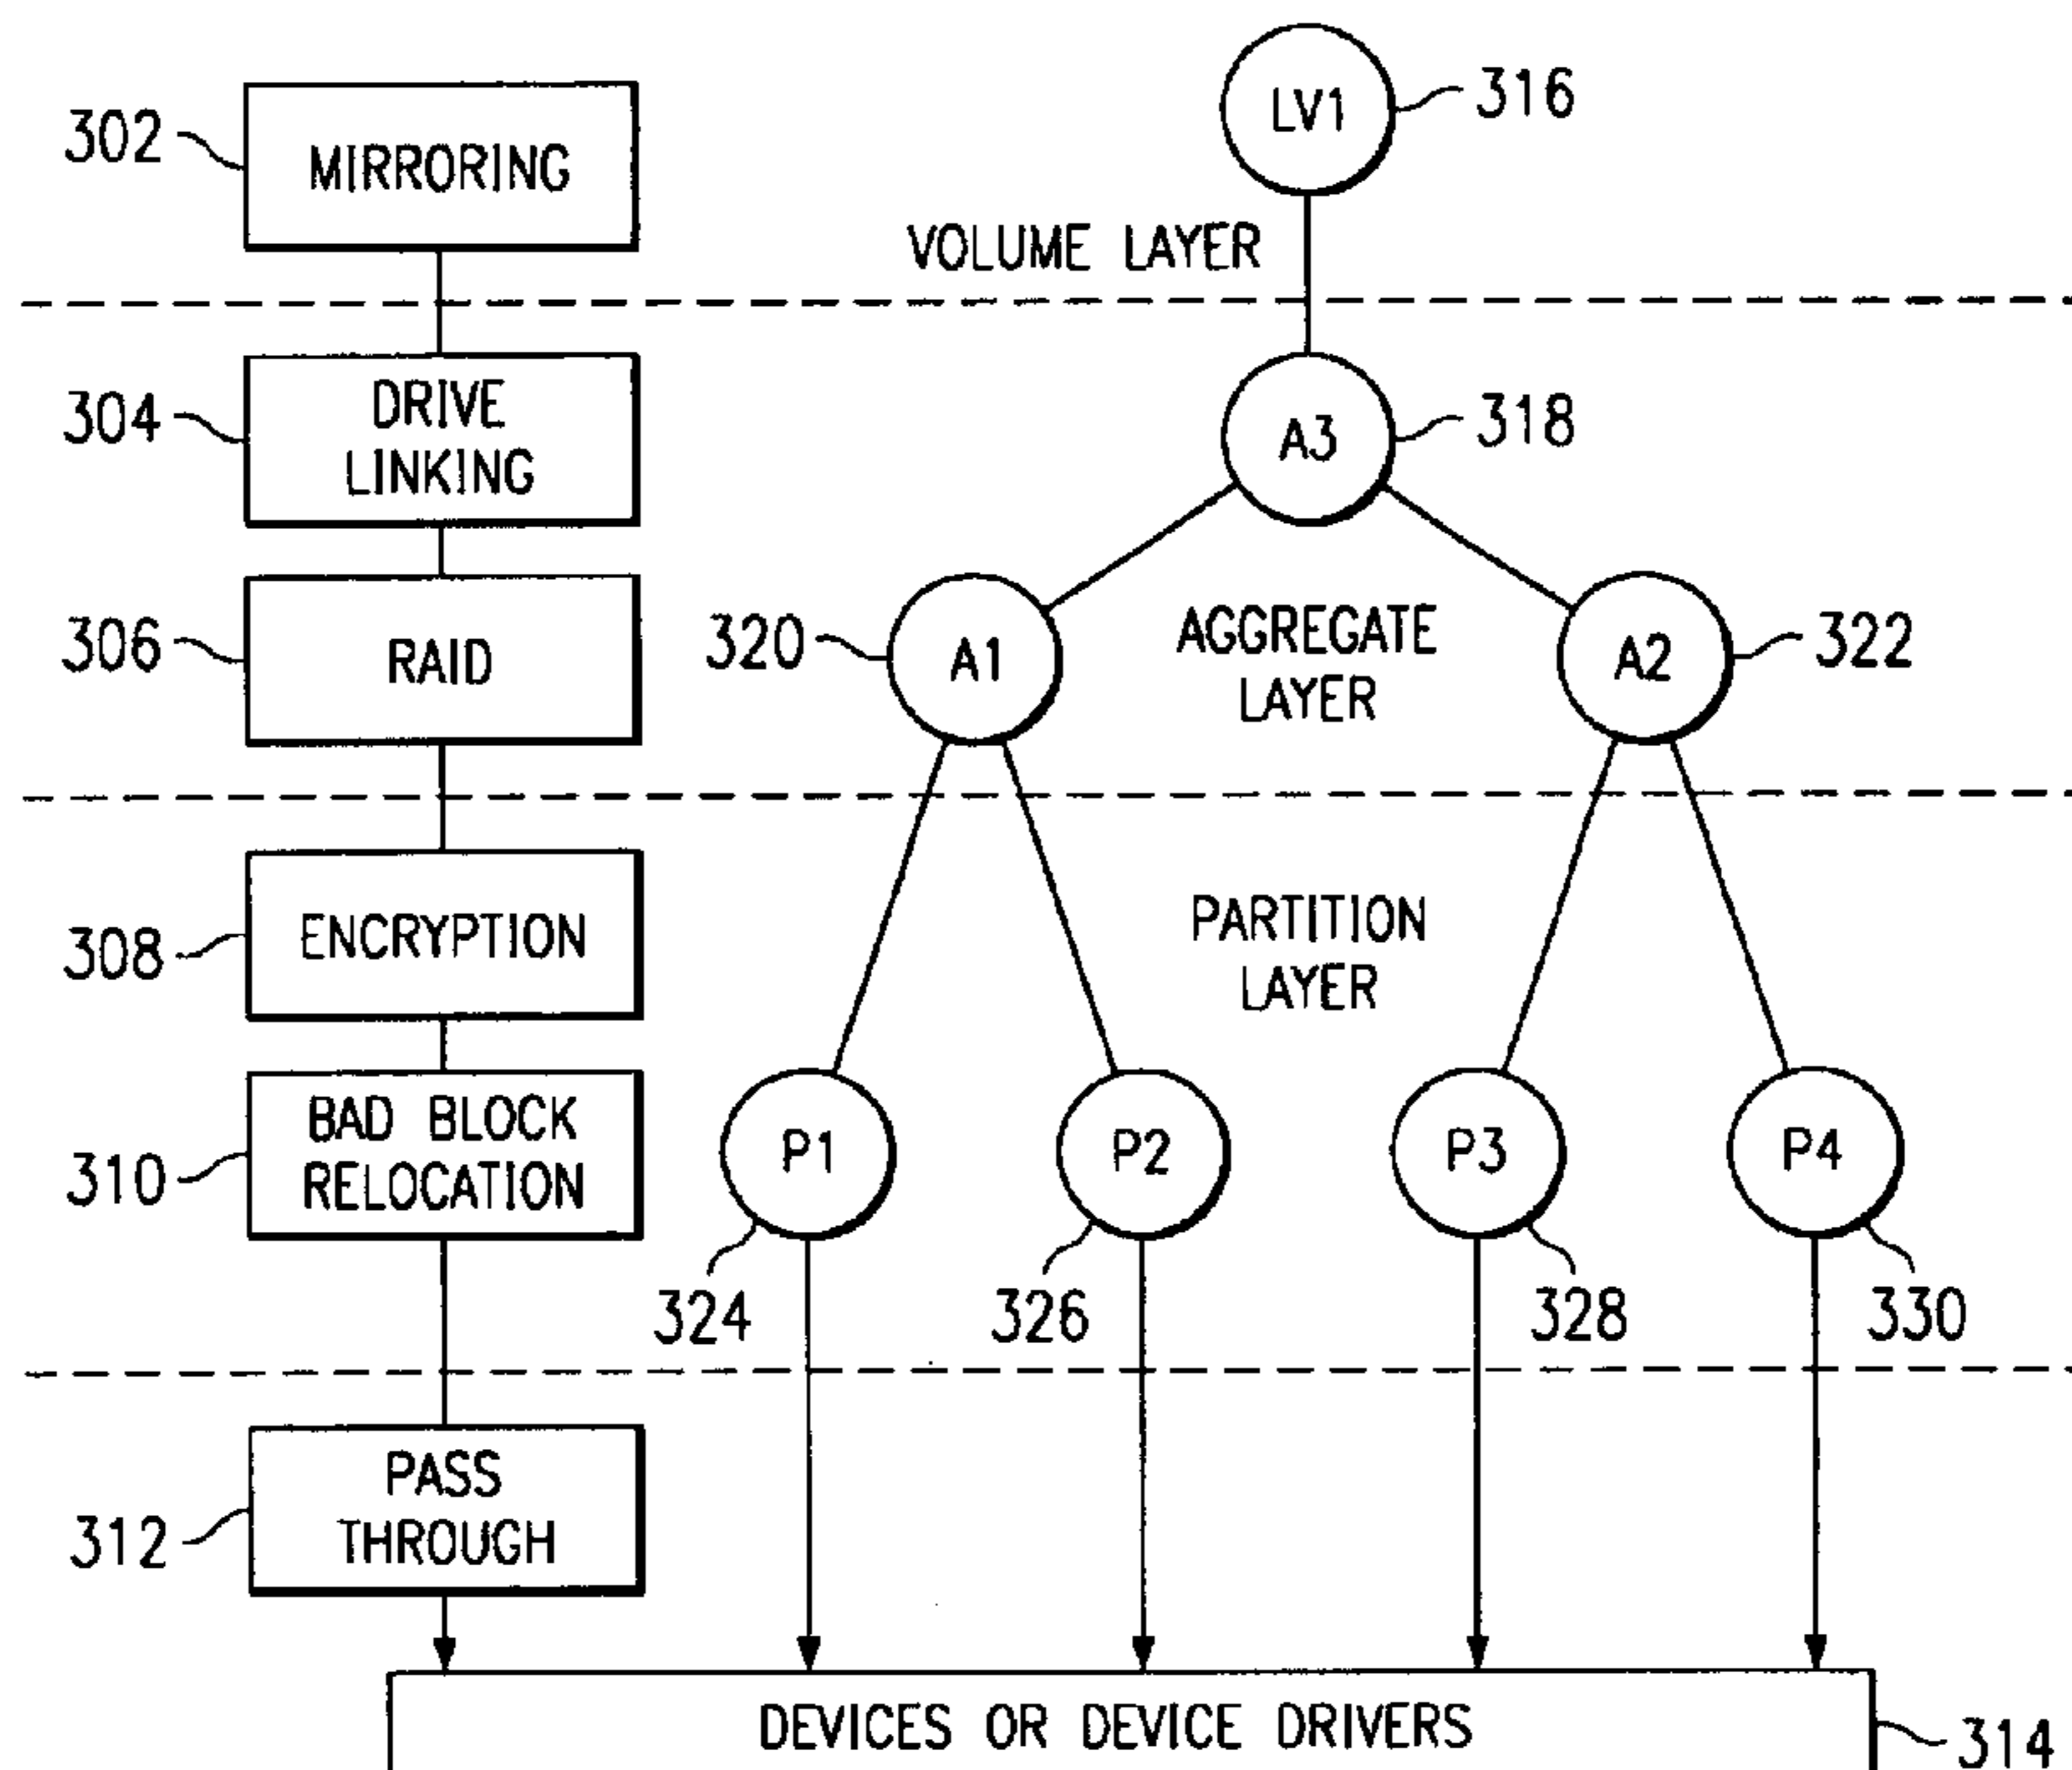 LV1
316
302
MIRRORING
VOLUME LAYER
304
DRIVE
LINKING
A3
318
306
RAID
320
A1
AGGREGATE
LAYER
A2
322
308
ENCRYPTION
PARTITION
LAYER
310
BAD BLOCK
RELOCATION
P1
P2
P3
P4
324
326
328
330
312
PASS
THROUGH
DEVICES OR DEVICE DRIVERS
314